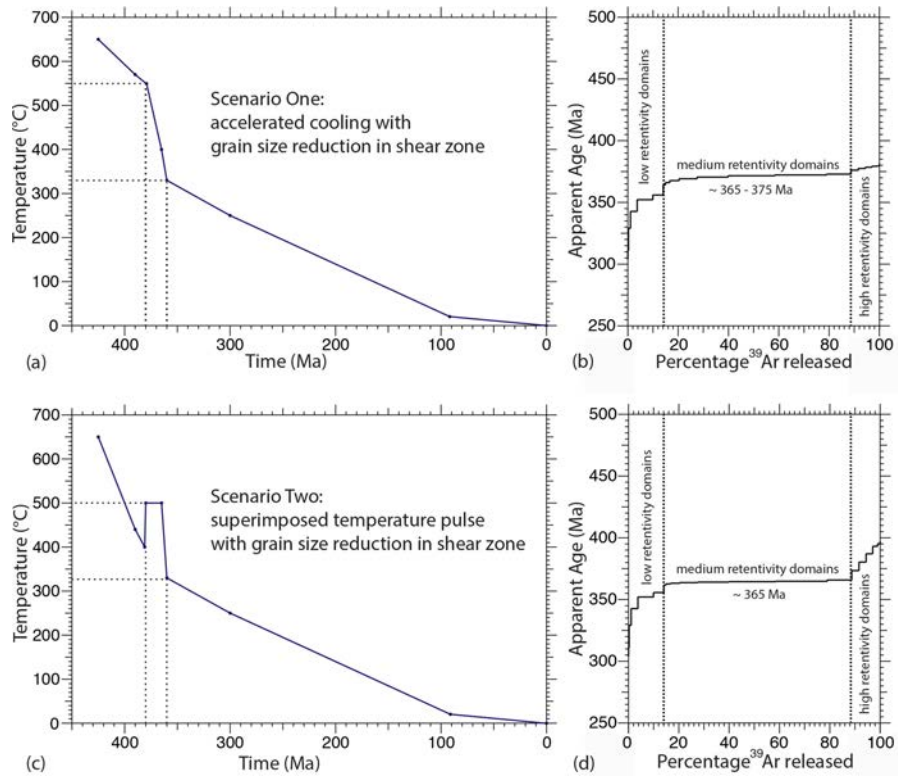 700
600
500
400
300
200
100
0
Temperature (°C)
Scenario One:
accelerated cooling with
grain size reduction in shear zone
400
300
200
100
0
(a)
Time (Ma)
500
450
400
350
300
250
Apparent Age (Ma)
low retentivity domains
medium retentivity domains
~ 365 - 375 Ma
high retentivity domains
0
20
40
60
80
100
(b)
Percentage ³⁹Ar released
700
600
500
400
300
200
100
0
Temperature (°C)
Scenario Two:
superimposed temperature pulse
with grain size reduction in shear zone
400
300
200
100
0
(c)
Time (Ma)
500
450
400
350
300
250
Apparent Age (Ma)
low retentivity domains
medium retentivity domains
~ 365 Ma
high retentivity domains
0
20
40
60
80
100
(d)
Percentage ³⁹Ar released